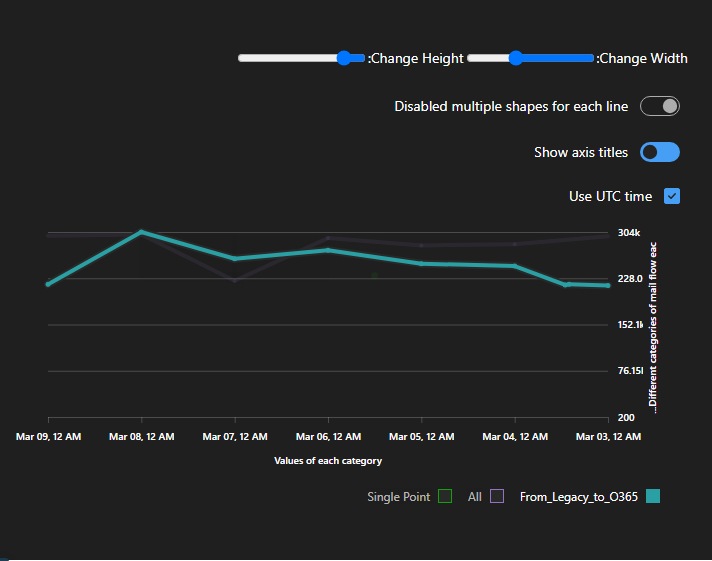 :Change Height :Change Width
Disabled multiple shapes for each line
Show axis titles
Use UTC time
304k
228.0
152.1
76.15
200
...Different categories of mail flow eac
Mar 09, 12 AM Mar 08, 12 AM Mar 07, 12 AM Mar 06, 12 AM Mar 05, 12 AM Mar 04, 12 AM Mar 03, 12 AM
Values of each category
Single Point All From_Legacy_to_O365